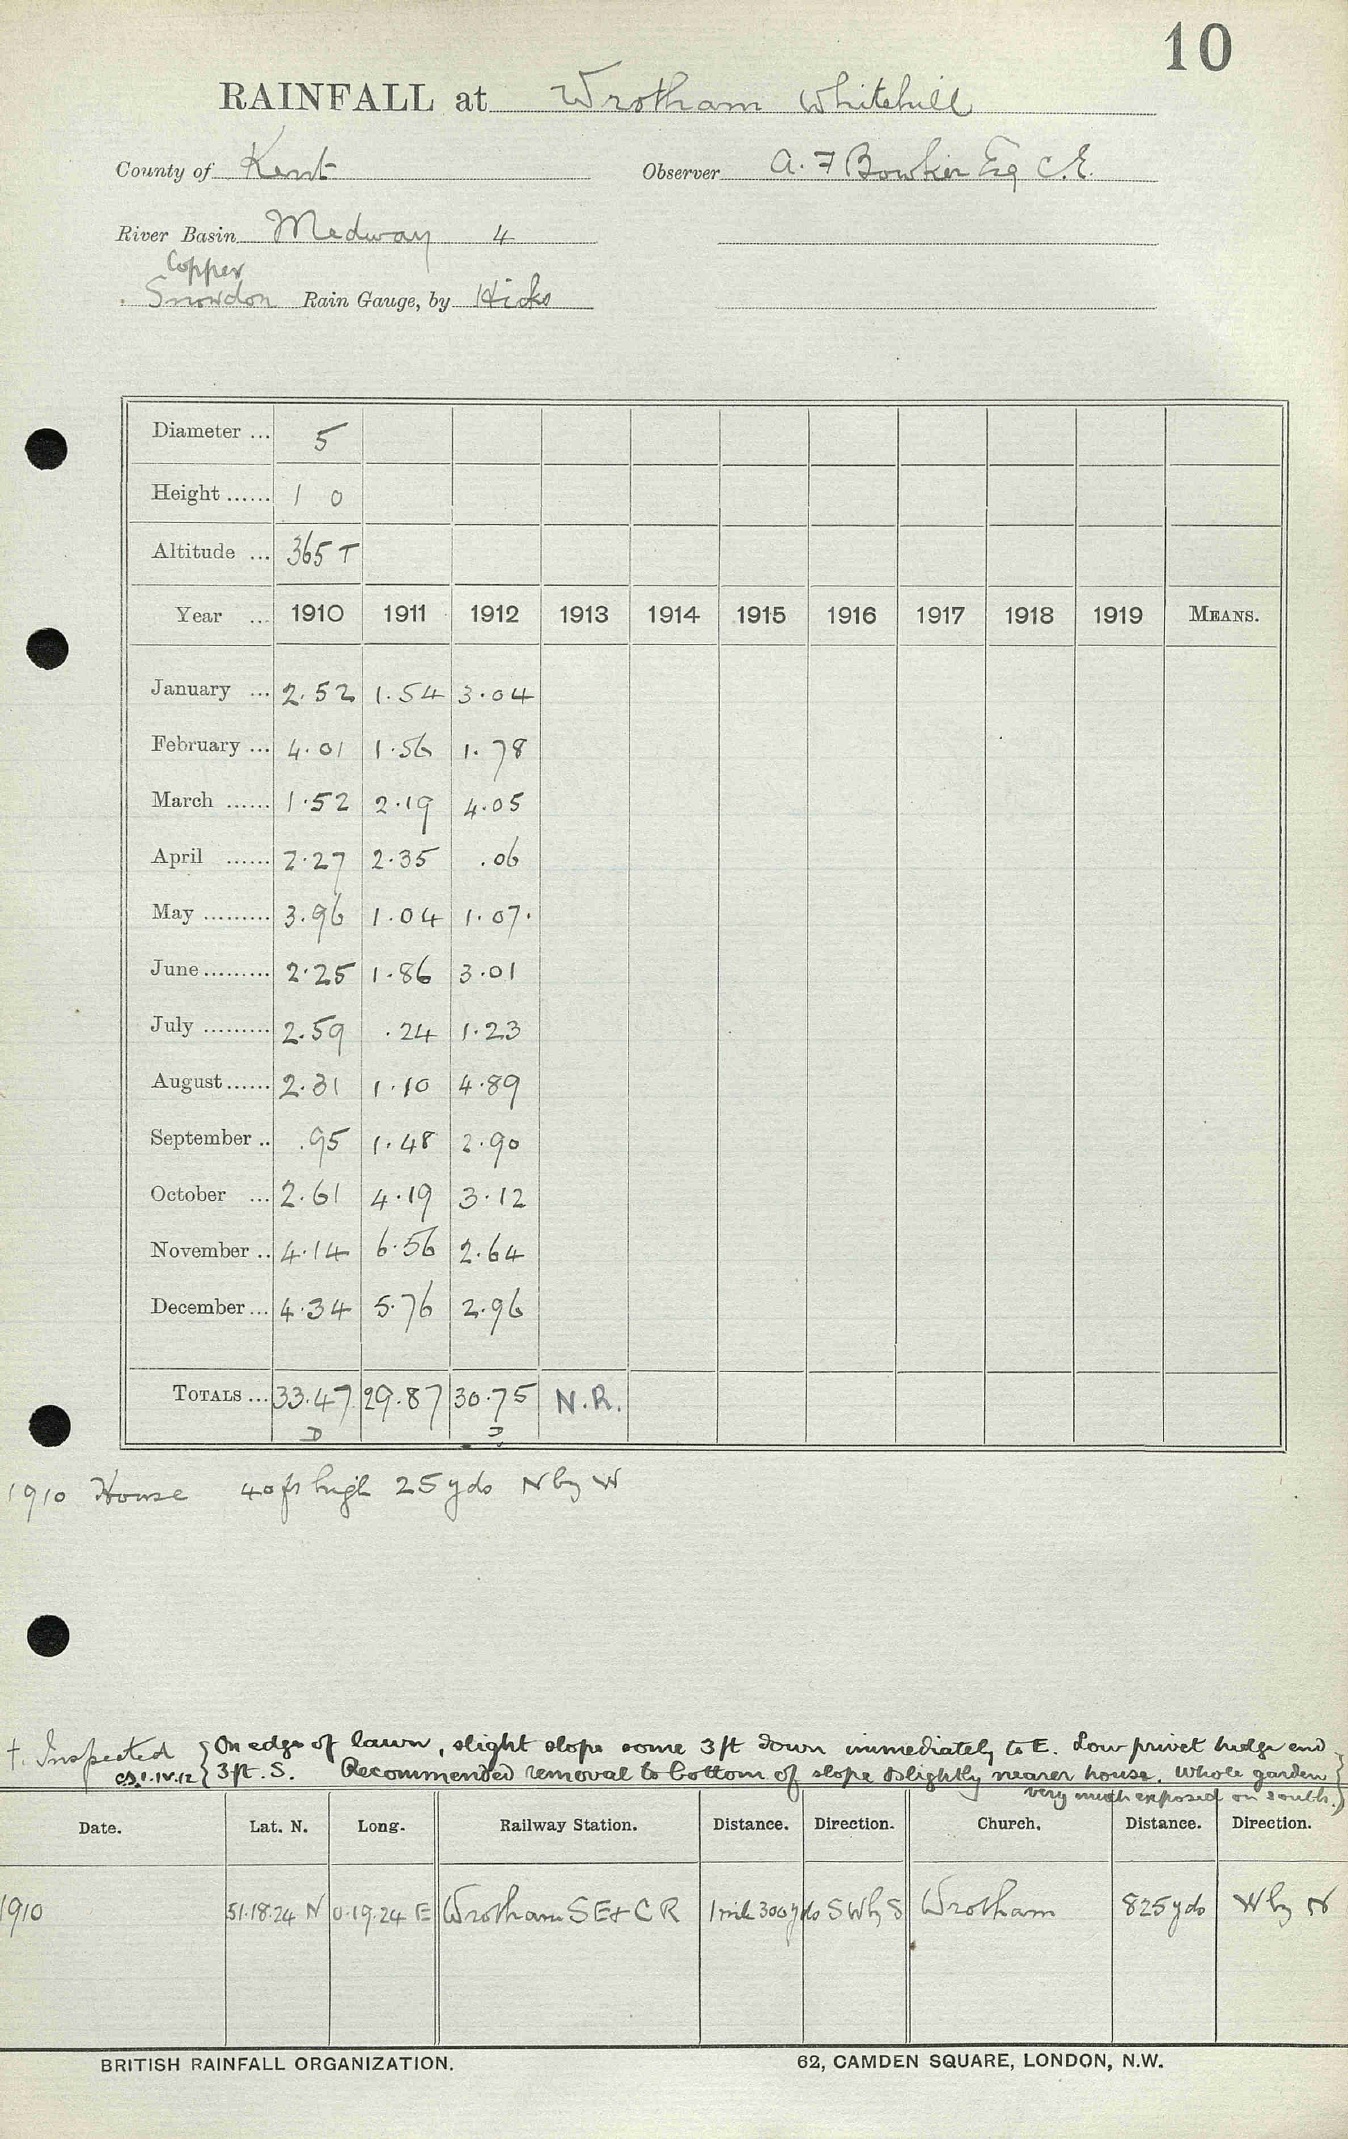 10
RAINFALL at Wrotham Whitehill
County of Kent Observer A. F Bowker Esq C.E.
River Basin Medway 4
Copper
Snowdon Rain Gauge, by Hicks
Diameter ... 5
Height ...... 1 0
Altitude ... 365 T
Year ... 1910 1911 1912 1913 1914 1915 1916 1917 1918 1919 MEANS.
January ... 2.52 1.54 3.04
February ... 4.01 1.56 1.78
March ...... 1.52 2.19 4.05
April ...... 2.27 2.35 .06
May ......... 3.96 1.04 1.07.
June ......... 2.25 1.86 3.01
July ......... 2.59 .24 1.23
August ...... 2.31 1.10 4.89
September .. .95 1.48 2.90
October ... 2.61 4.19 3.12
November .. 4.14 6.56 2.64
December ... 4.34 5.76 2.96
TOTALS ... 33.47 29.87 30.75 N.R.
D D
1910 House 40 ft high 25 yds N by W
†. Inspected { On edge of lawn, slight slope some 3ft down immediately to E. Low privet hedge end
1.IV.12 { 3ft. S. Recommended removal to bottom of slope & slightly nearer house. Whole garden }
very much exposed on south. )
Date. Lat. N. Long. Railway Station. Distance. Direction. Church. Distance. Direction.
1910 51.18.24 N 0.19.24 E Wrotham S E & C R 1 mile 300 yds S W by S Wrotham 825 yds W by N
BRITISH RAINFALL ORGANIZATION. 62, CAMDEN SQUARE, LONDON, N.W.